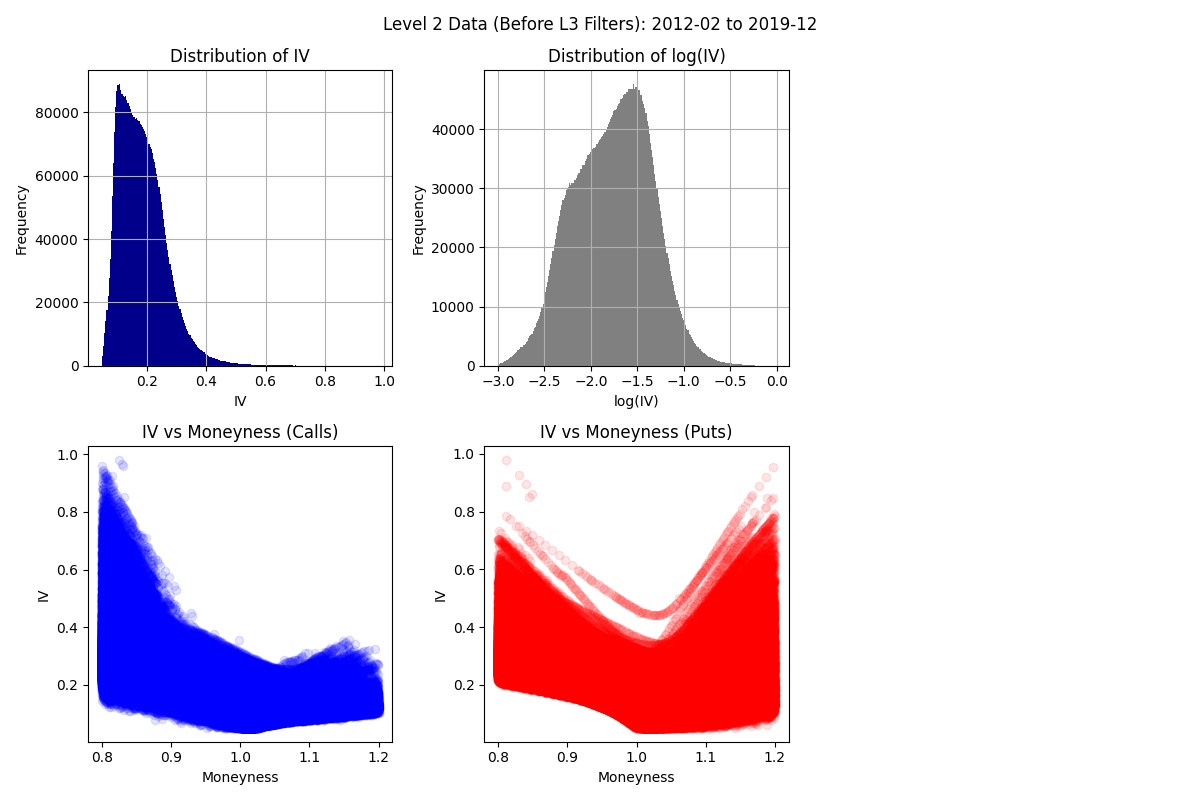 Level 2 Data (Before L3 Filters): 2012-02 to 2019-12
Distribution of IV
Frequency
80000
60000
40000
20000
0
0.2 0.4 0.6 0.8 1.0
IV
Distribution of log(IV)
Frequency
40000
30000
20000
10000
0
−3.0 −2.5 −2.0 −1.5 −1.0 −0.5 0.0
log(IV)
IV vs Moneyness (Calls)
IV
1.0
0.8
0.6
0.4
0.2
0.8 0.9 1.0 1.1 1.2
Moneyness
IV vs Moneyness (Puts)
IV
1.0
0.8
0.6
0.4
0.2
0.8 0.9 1.0 1.1 1.2
Moneyness